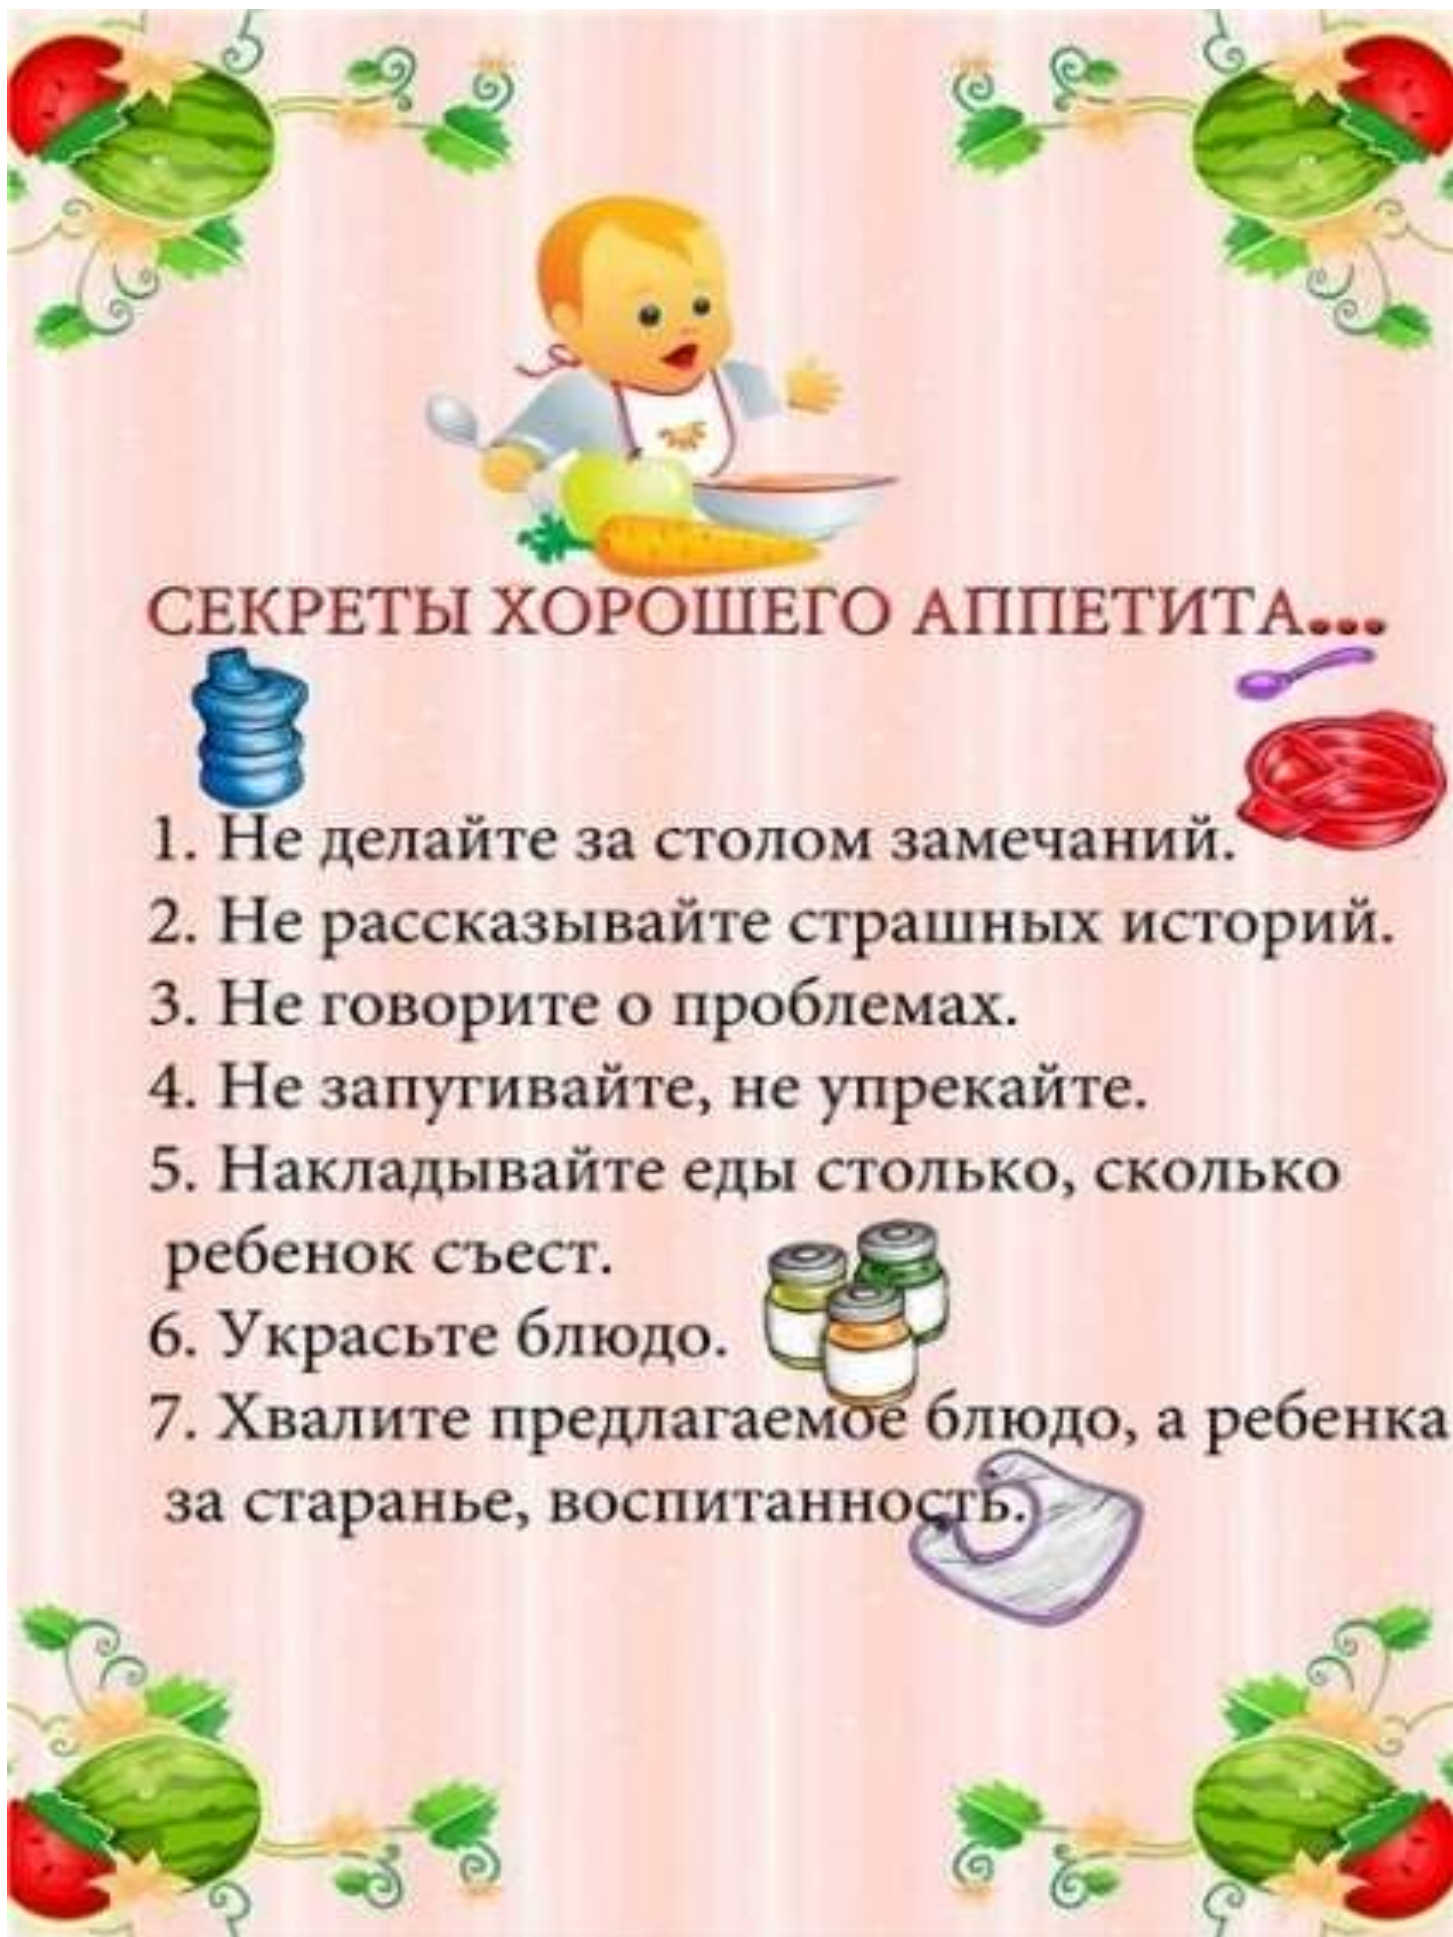 СЕКРЕТЫ ХОРОШЕГО АППЕТИТА...
1. Не делайте за столом замечаний.
2. Не рассказывайте страшных историй.
3. Не говорите о проблемах.
4. Не запугивайте, не упрекайте.
5. Накладывайте еды столько, сколько
ребенок съест.
6. Украсьте блюдо.
7. Хвалите предлагаемое блюдо, а ребенка
за старанье, воспитанность.